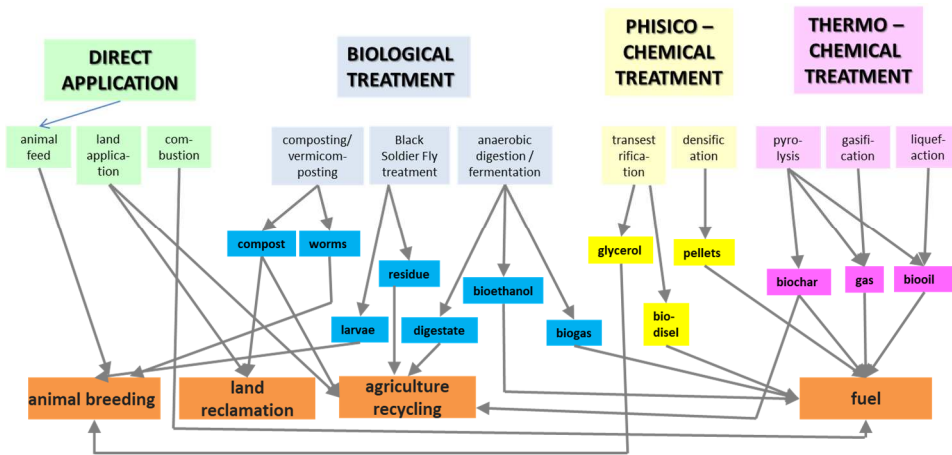 DIRECT
APPLICATION
BIOLOGICAL
TREATMENT
PHISICO –
CHEMICAL
TREATMENT
THERMO –
CHEMICAL
TREATMENT
animal
feed
land
applica-
tion
com-
bustion
composting/
vermicom-
posting
Black
Soldier Fly
treatment
anaerobic
digestion /
fermentation
transest
rifica-
tion
densific
ation
pyro-
lysis
gasifi-
cation
liquef-
action
compost
worms
residue
bioethanol
larvae
digestate
biogas
glycerol
pellets
bio-
disel
biochar
gas
biooil
animal breeding
land
reclamation
agriculture
recycling
fuel